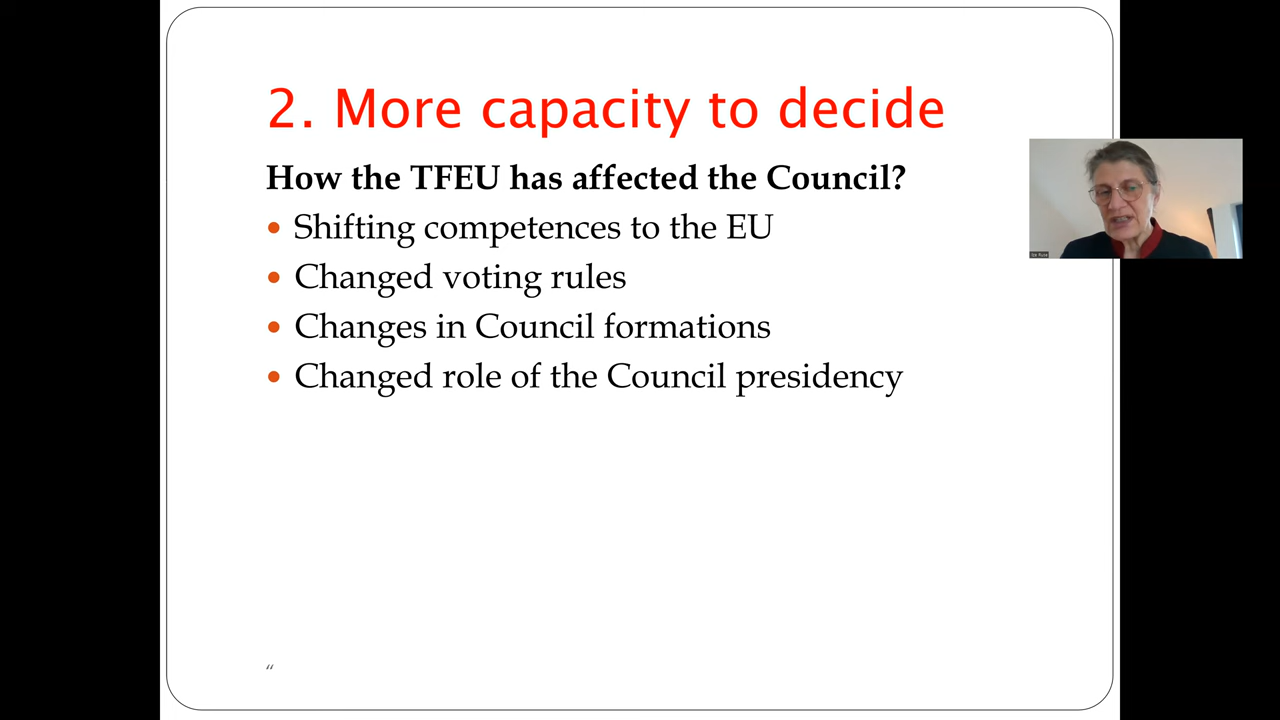 2. More capacity to decide
How the TFEU has affected the Council?
• Shifting competences to the EU
• Changed voting rules
• Changes in Council formations
• Changed role of the Council presidency
“